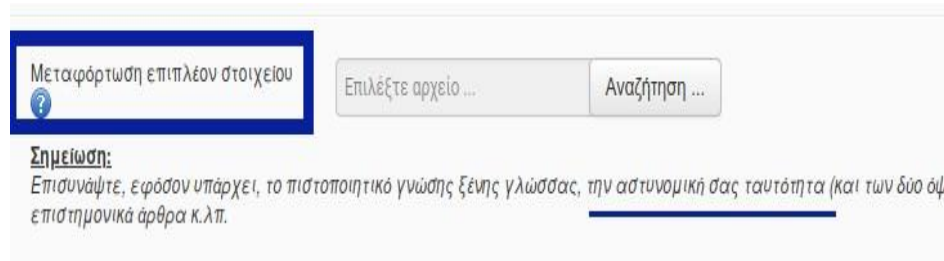 Μεταφόρτωση επιπλέον στοιχείου
Επιλέξτε αρχείο ...
Αναζήτηση ...
Σημείωση:
Επισυνάψτε, εφόσον υπάρχει, το πιστοποιητικό γνώσης ξένης γλώσσας, την αστυνομική σας ταυτότητα (και των δύο
επιστημονικά άρθρα κ.λπ.